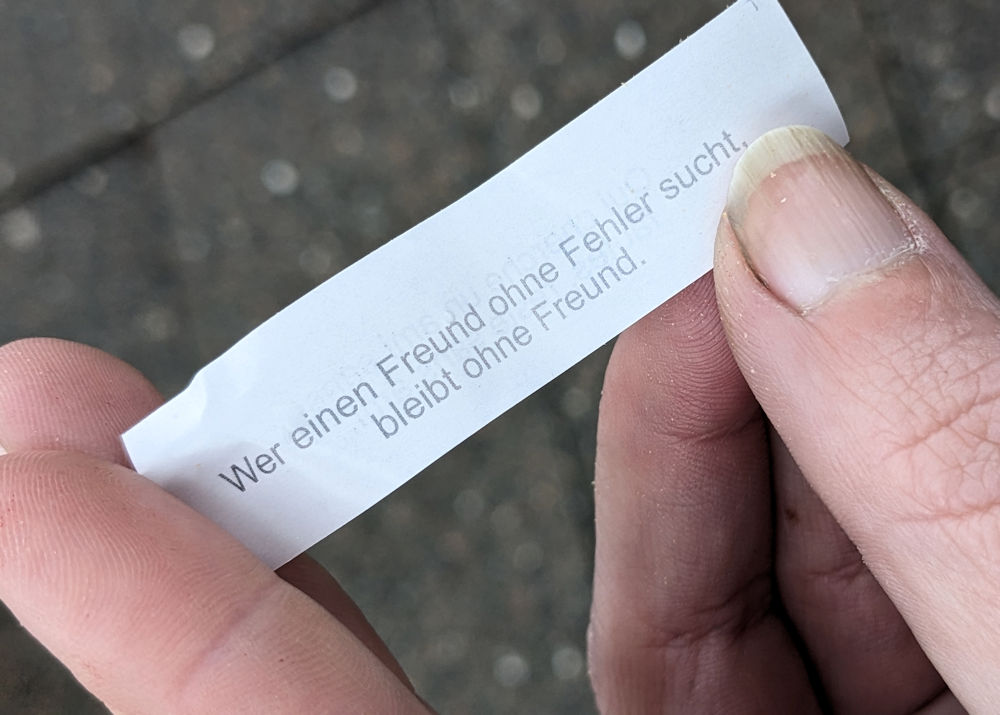 Wer einen Freund ohne Fehler sucht,
bleibt ohne Freund.